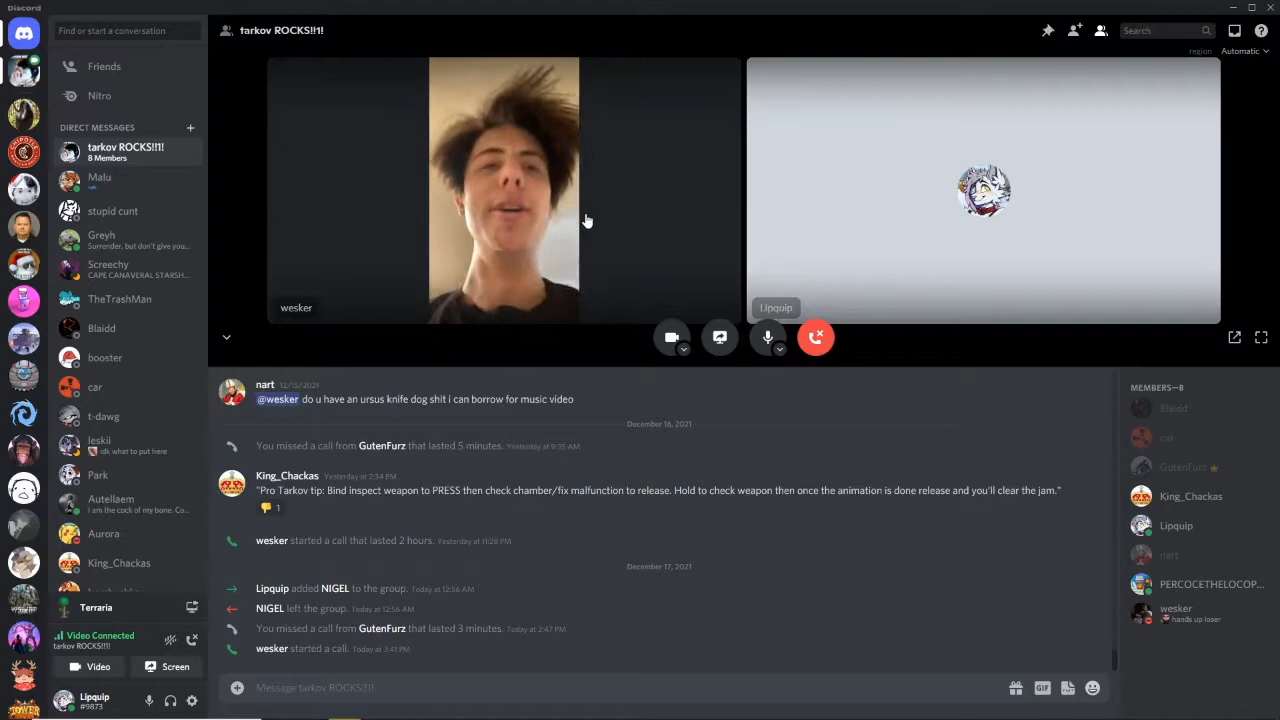 Discord
Find or start a conversation
tarkov ROCKS!!1!
Search
region Automatic
Friends
Nitro
DIRECT MESSAGES
tarkov ROCKS!!1!
8 Members
Malu
stupid cunt
Greyh
Surrender, but don't give you...
Screechy
CAPE CANAVERAL STARSH...
TheTrashMan
Blaidd
booster
car
t-dawg
leskii
idk what to put here
Park
Autellaem
I am the cock of my bone. Co...
Aurora
King_Chackas
Terraria
Video Connected
tarkov ROCKS!!1!
Video
Screen
Lipquip
#9873
wesker
Lipquip
nart 12/15/2021
@wesker do u have an ursus knife dog shit i can borrow for music video
December 16, 2021
You missed a call from GutenFurz that lasted 5 minutes. Yesterday at 9:35 AM
King_Chackas Yesterday at 2:34 PM
"Pro Tarkov tip: Bind inspect weapon to PRESS then check chamber/fix malfunction to release. Hold to check weapon then once the animation is done release and you'll clear the jam."
1
wesker started a call that lasted 2 hours. Yesterday at 11:28 PM
December 17, 2021
Lipquip added NIGEL to the group. Today at 12:56 AM
NIGEL left the group. Today at 12:56 AM
You missed a call from GutenFurz that lasted 3 minutes. Today at 2:47 PM
wesker started a call. Today at 3:41 PM
Message tarkov ROCKS!!1!
GIF
MEMBERS—8
Blaidd
car
GutenFurz
King_Chackas
Lipquip
nart
PERCOCETHELOCOP...
wesker
hands up loser